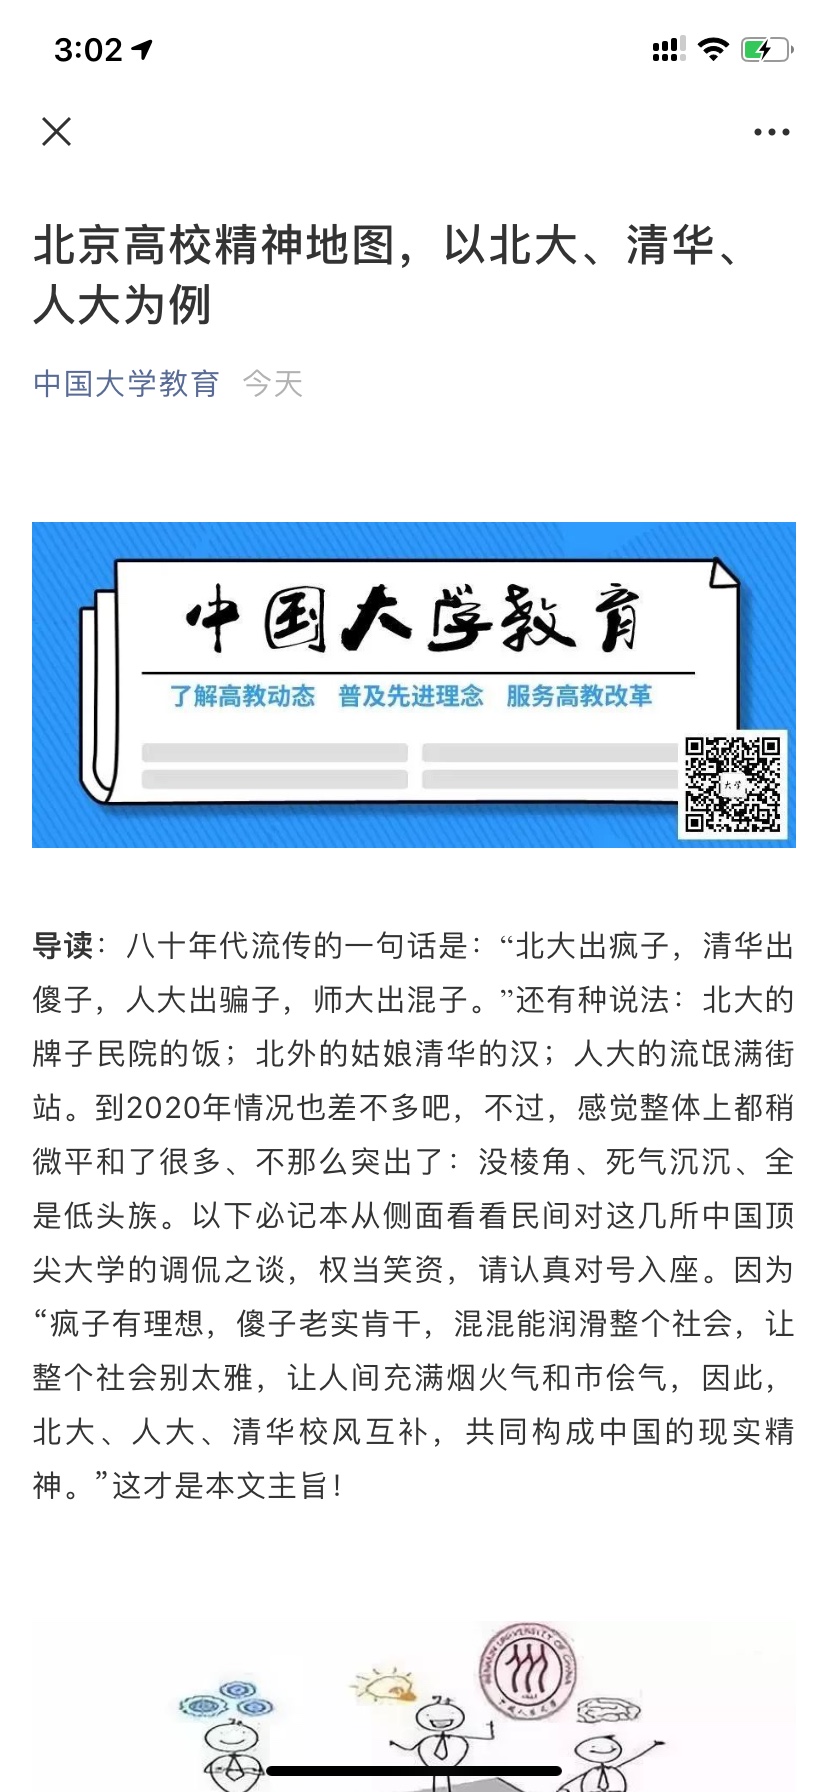 3:02
北京高校精神地图，以北大、清华、
人大为例
中国大学教育 今天
中国大学教育
了解高教动态 普及先进理念 服务高教改革
大学
导读：八十年代流传的一句话是：“北大出疯子，清华出
傻子，人大出骗子，师大出混子。”还有种说法：北大的
牌子民院的饭；北外的姑娘清华的汉；人大的流氓满街
站。到2020年情况也差不多吧，不过，感觉整体上都稍
微平和了很多、不那么突出了：没棱角、死气沉沉、全
是低头族。以下必记本从侧面看看民间对这几所中国顶
尖大学的调侃之谈，权当笑资，请认真对号入座。因为
“疯子有理想，傻子老实肯干，混混能润滑整个社会，让
整个社会别太雅，让人间充满烟火气和市侩气，因此，
北大、人大、清华校风互补，共同构成中国的现实精
神。”这才是本文主旨！
RENMIN UNIVERSITY OF CHINA